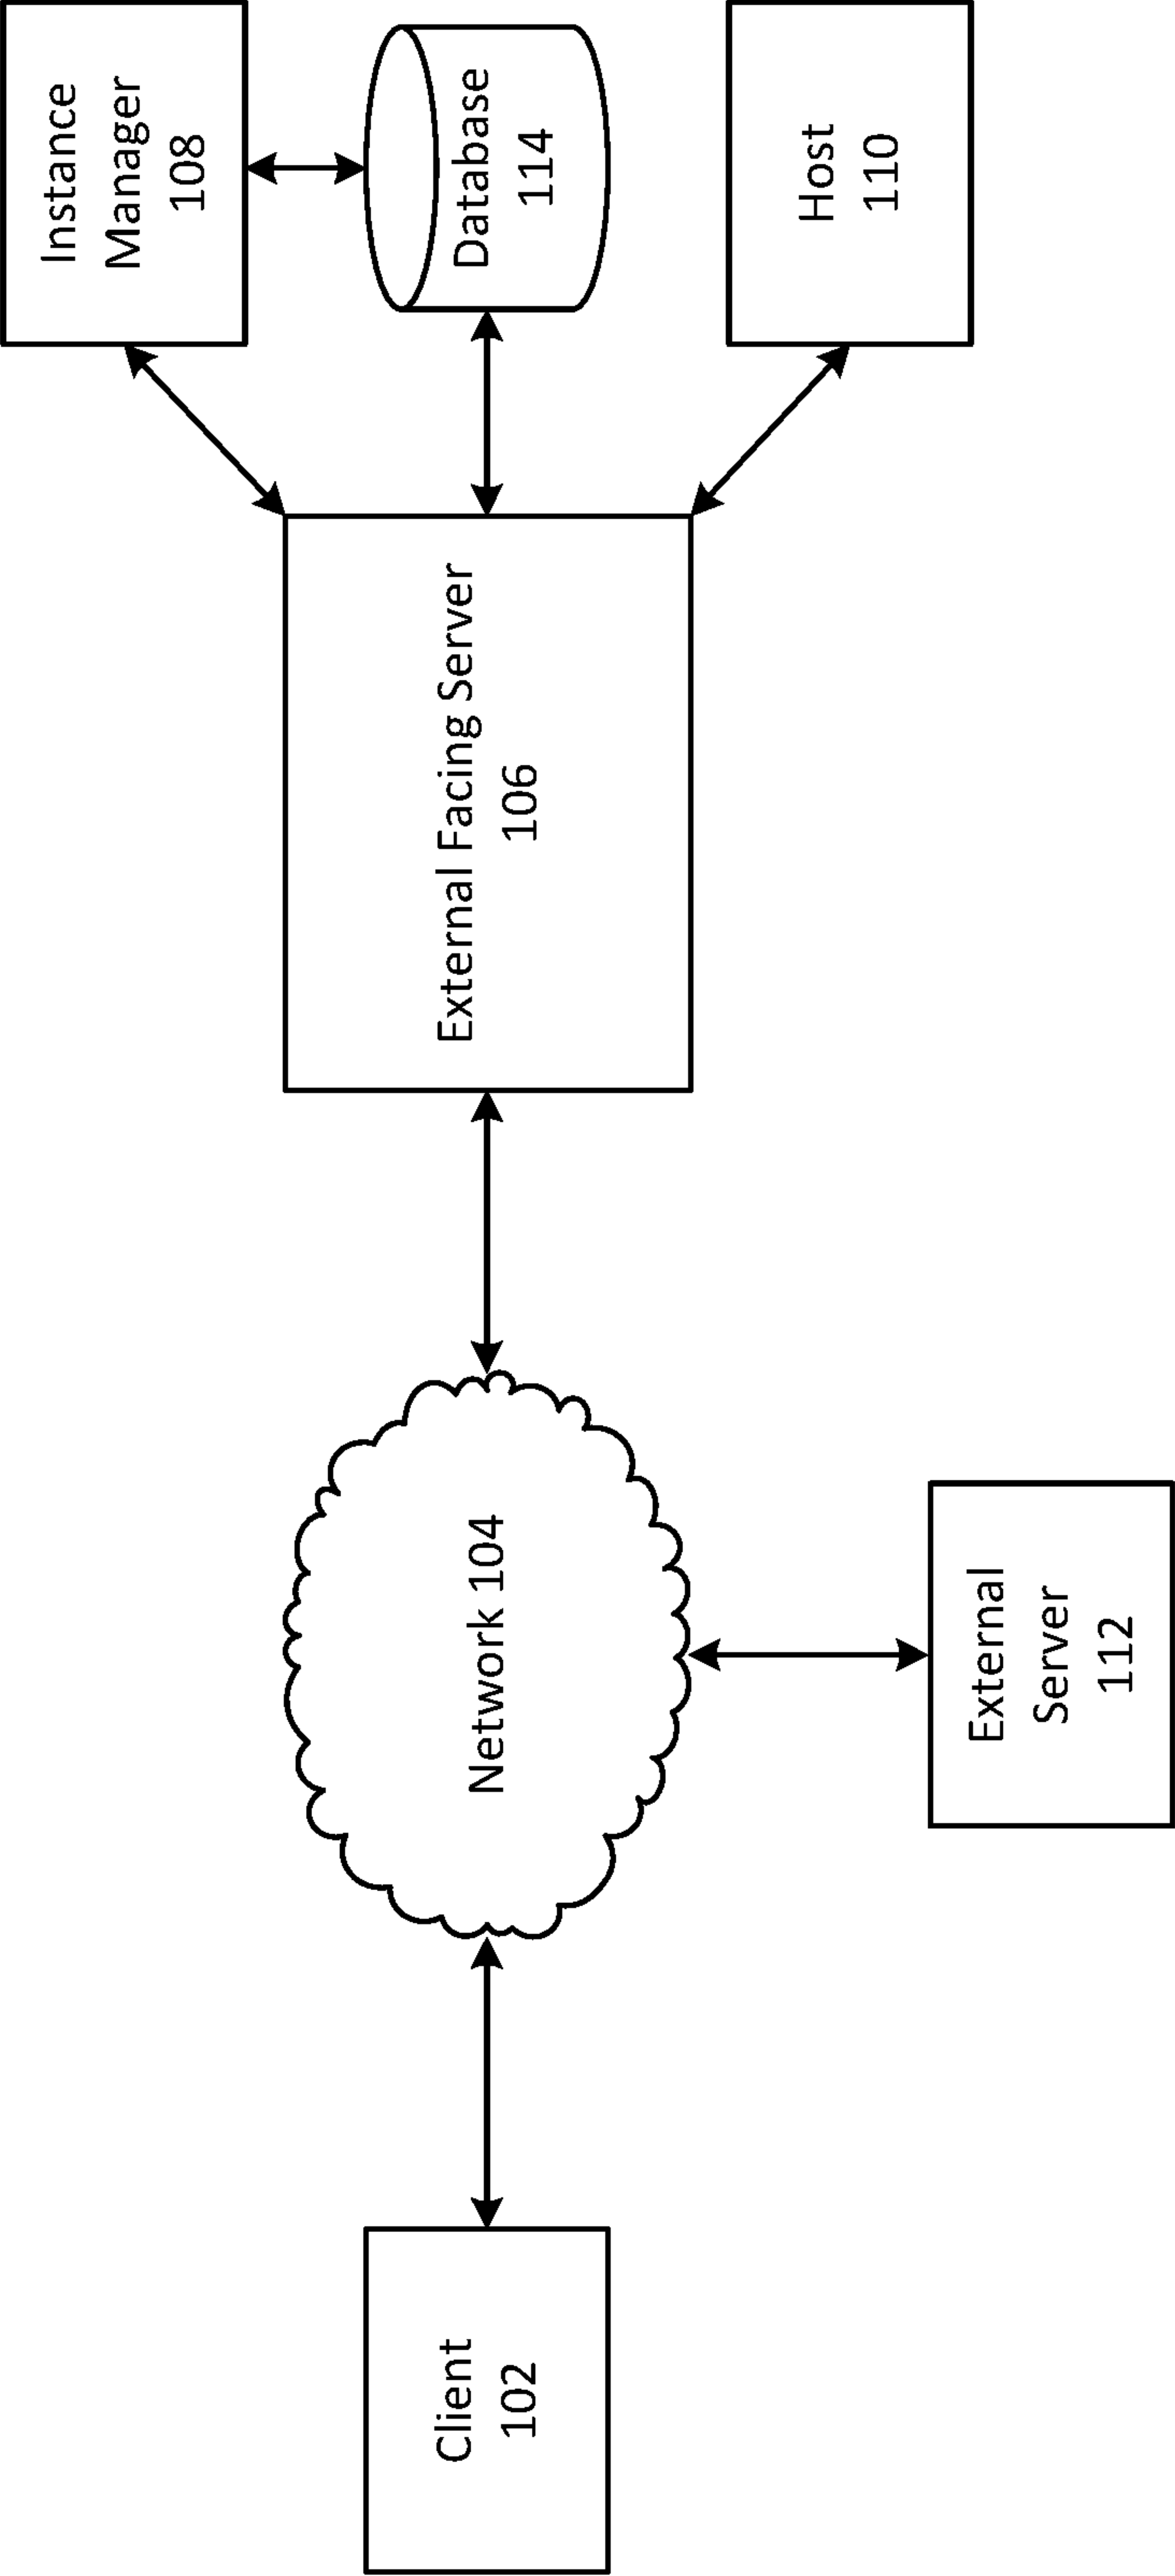 Client
102
Network 104
External
Server
112
External Facing Server
106
Instance
Manager
108
Database
114
Host
110